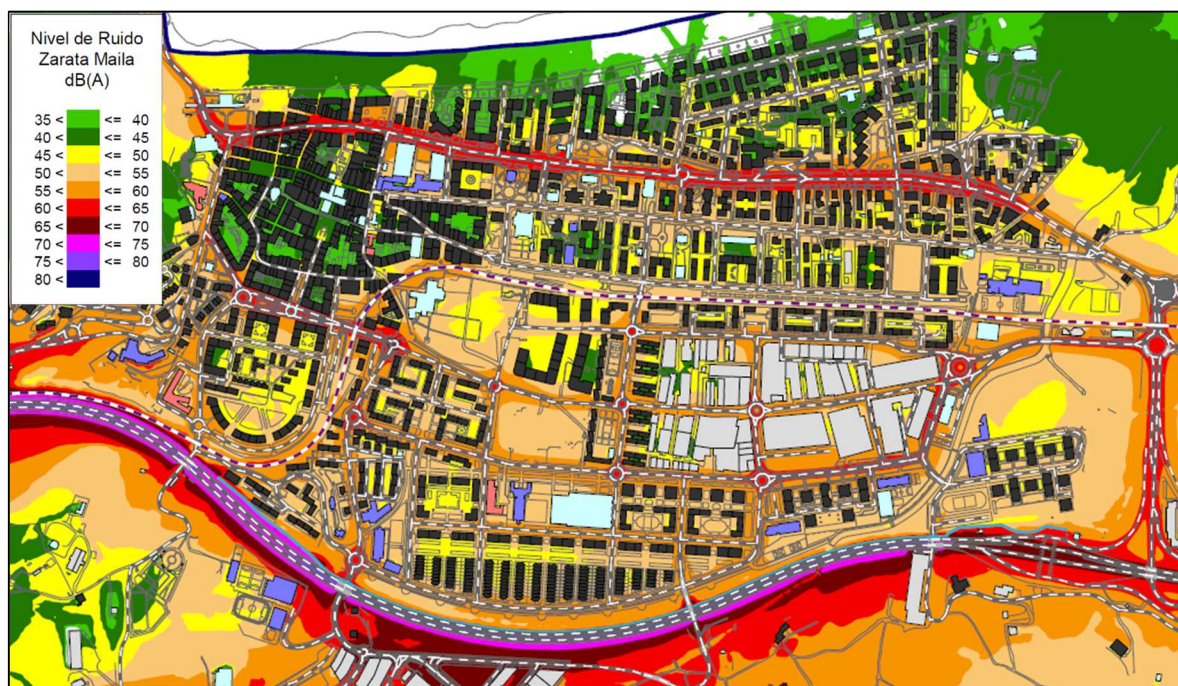 Nivel de Ruido
Zarata Maila
dB(A)
35 < <= 40
40 < <= 45
45 < <= 50
50 < <= 55
55 < <= 60
60 < <= 65
65 < <= 70
70 < <= 75
75 < <= 80
80 <